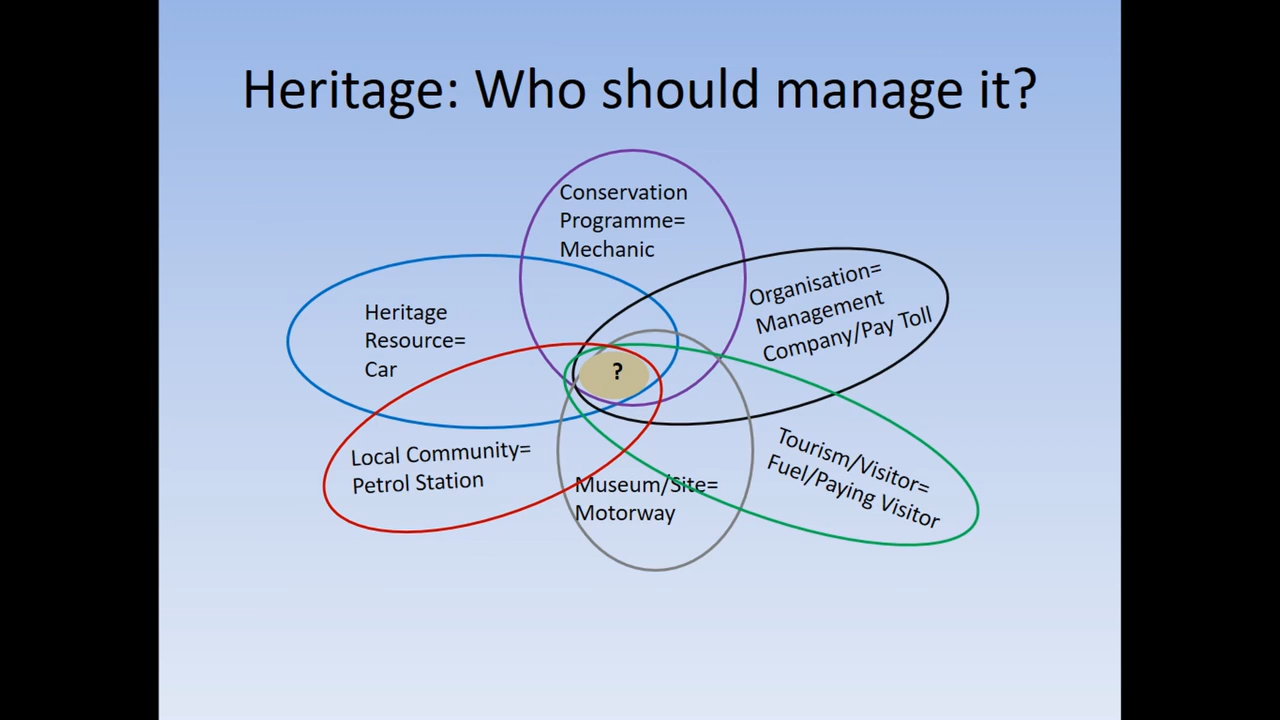 Heritage: Who should manage it?
Conservation
Programme=
Mechanic
Heritage
Resource=
Car
Organisation=
Management
Company/Pay Toll
?
Local Community=
Petrol Station
Museum/Site=
Motorway
Tourism/Visitor=
Fuel/Paying Visitor